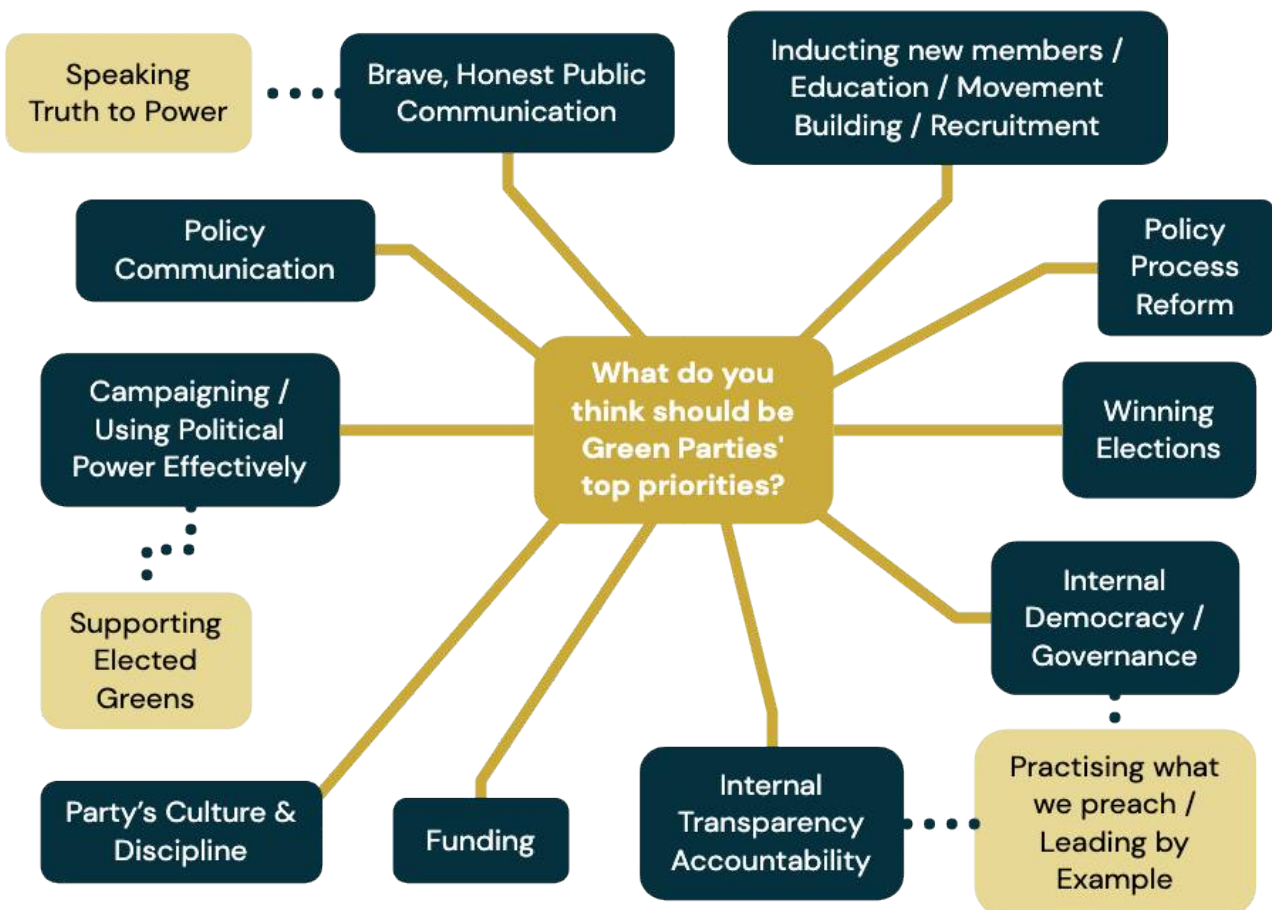 Speaking
Truth to Power
Brave, Honest Public
Communication
Inducting new members /
Education / Movement
Building / Recruitment
Policy
Communication
Policy
Process
Reform
What do you
think should be
Green Parties'
top priorities?
Campaigning /
Using Political
Power Effectively
Winning
Elections
Supporting
Elected
Greens
Internal
Democracy /
Governance
Party’s Culture &
Discipline
Funding
Internal
Transparency
Accountability
Practising what
we preach /
Leading by
Example